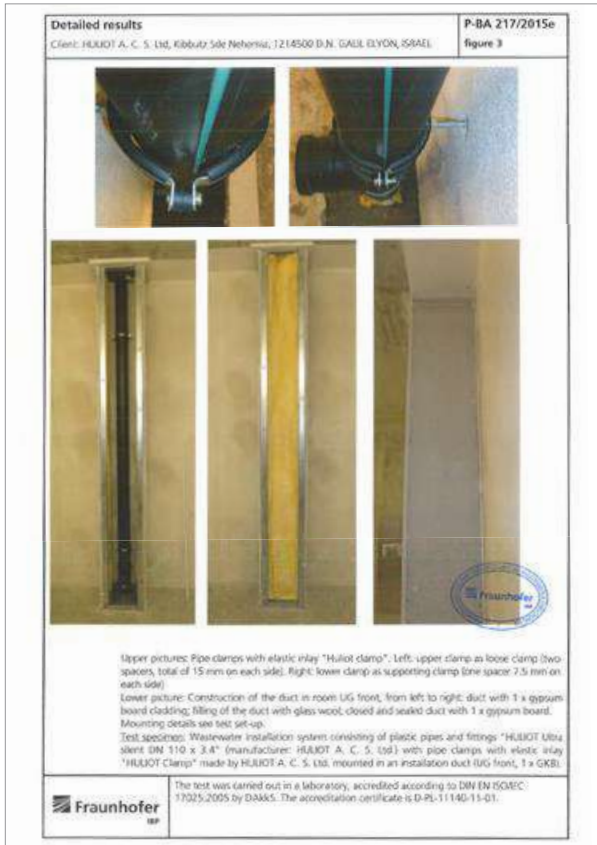 Detailed results
P-BA 217/2015e
Client: HULIOT A. C. S. Ltd, Kibbutz Sde Nehemia, 1214500 D.N. GALIL ELYON, ISRAEL
figure 3
Fraunhofer
IBP
Upper pictures: Pipe clamps with elastic inlay "Huliot clamp". Left: upper clamp as loose clamp (two
spacers, total of 15 mm on each side). Right: lower clamp as supporting clamp (one spacer 7.5 mm on
each side)
Lower picture: Construction of the duct in room UG front, from left to right: duct with 1 x gypsum
board cladding; filling of the duct with glass wool; closed and sealed duct with 1 x gypsum board.
Mounting details see test set-up.
Test specimen: Wastewater installation system consisting of plastic pipes and fittings "HULIOT Ultra
silent DN 110 x 3.4" (manufacturer: HULIOT A. C. S. Ltd.) with pipe clamps with elastic inlay
"HULIOT Clamp" made by HULIOT A. C. S. Ltd. mounted in an installation duct (UG front, 1 x GKB).
Fraunhofer
IBP
The test was carried out in a laboratory, accredited according to DIN EN ISO/IEC
17025:2005 by DAkkS. The accreditation certificate is D-PL-11140-11-01.